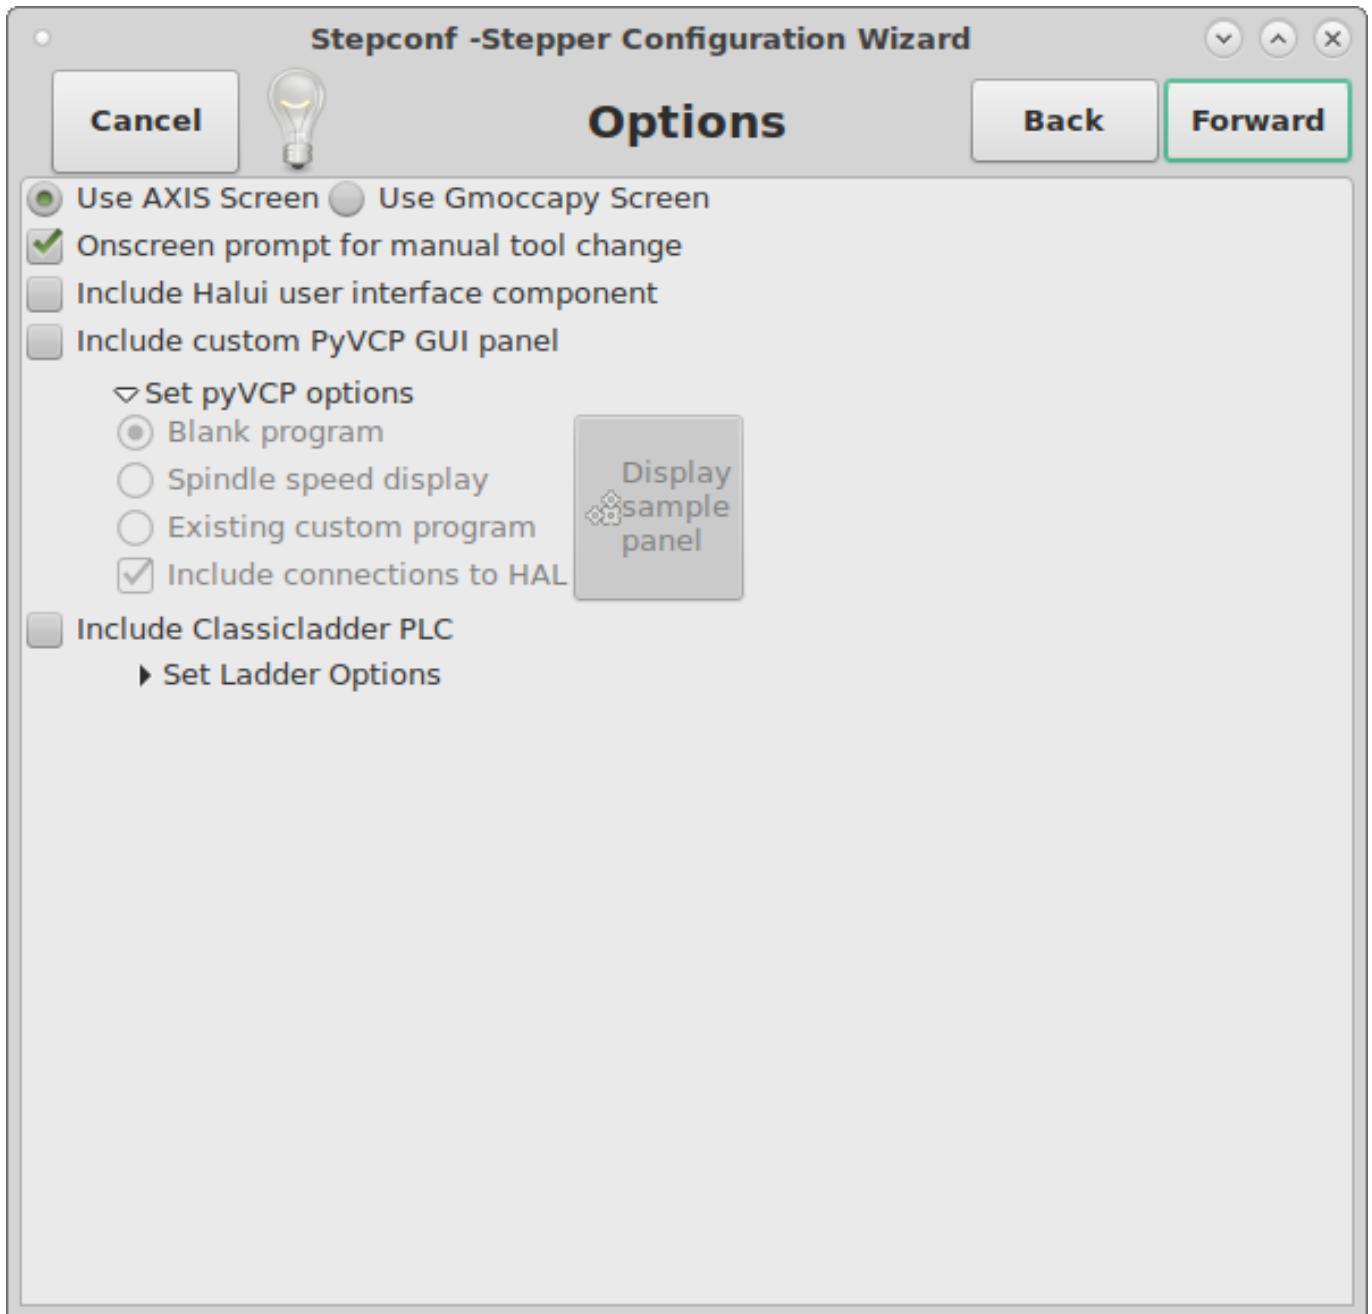 Stepconf -Stepper Configuration Wizard
Cancel
Options
Back
Forward
Use AXIS Screen
Use Gmoccapy Screen
Onscreen prompt for manual tool change
Include Halui user interface component
Include custom PyVCP GUI panel
Set pyVCP options
Blank program
Spindle speed display
Existing custom program
Include connections to HAL
Display
sample
panel
Include Classicladder PLC
Set Ladder Options